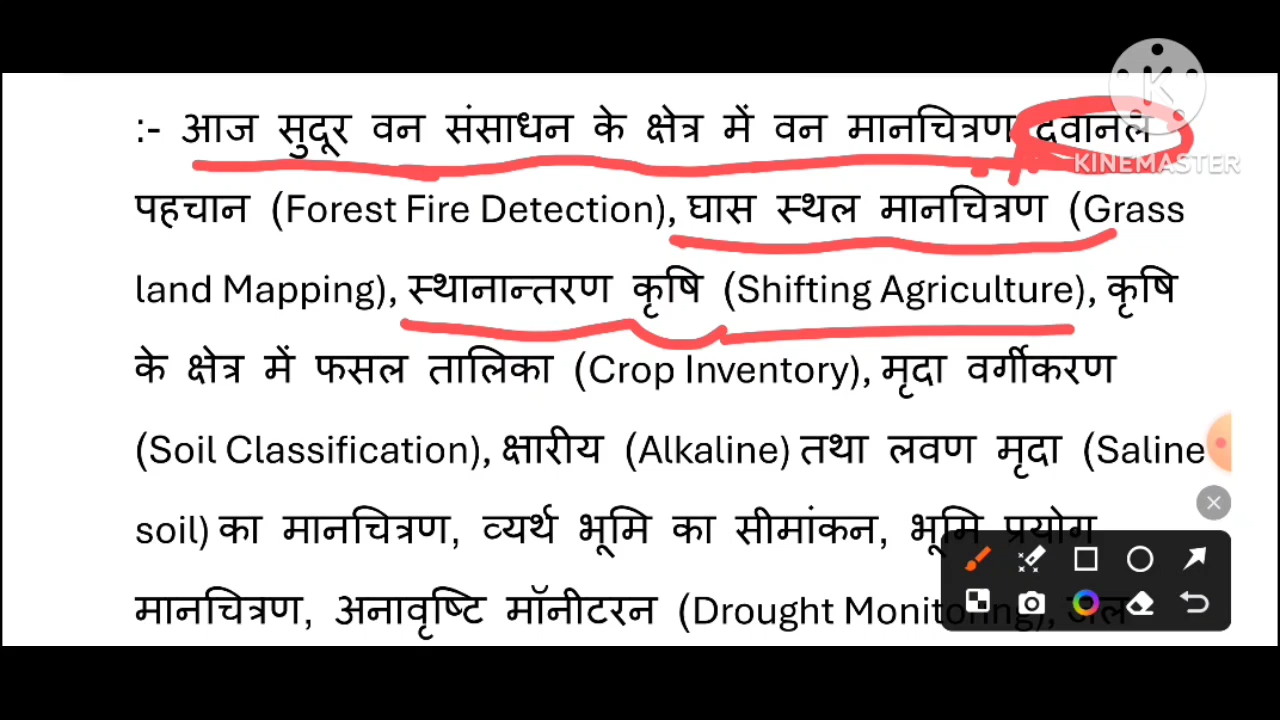 :- आज सुदूर वन संसाधन के क्षेत्र में वन मानचित्रण दवानल
KINEMASTER
पहचान (Forest Fire Detection), घास स्थल मानचित्रण (Grass
land Mapping), स्थानान्तरण कृषि (Shifting Agriculture), कृषि
के क्षेत्र में फसल तालिका (Crop Inventory), मृदा वर्गीकरण
(Soil Classification), क्षारीय (Alkaline) तथा लवण मृदा (Saline
soil) का मानचित्रण, व्यर्थ भूमि का सीमांकन, भूमि प्रयोग
मानचित्रण, अनावृष्टि मॉनीटरन (Drought Monitoring), जल